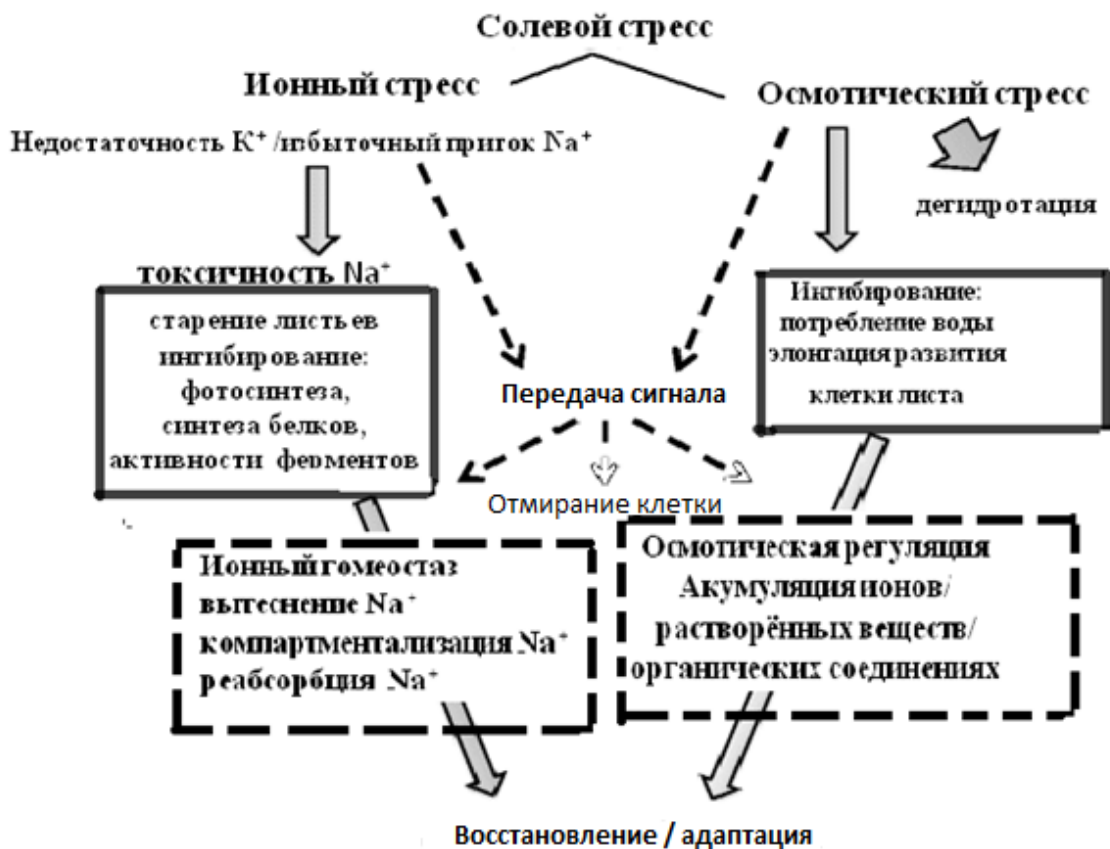 Солевой стресс
Ионный стресс
Осмотический стресс
Недостаточность K⁺ /избыточный пригок Na⁺
дегидротация
токсичность Na⁺
старение листьев
ингибирование:
фотосинтеза,
синтеза белков,
активности ферментов
Ингибирование:
потребление воды
элонгация развития
клетки листа
Передача сигнала
Отмирание клетки
Ионный гомеостаз
вытеснение Na⁺
компартментализация Na⁺
реабсорбция Na⁺
Осмотическая регуляция
Акумуляция ионов/
растворённых веществ/
органических соединениях
Восстановление / адаптация